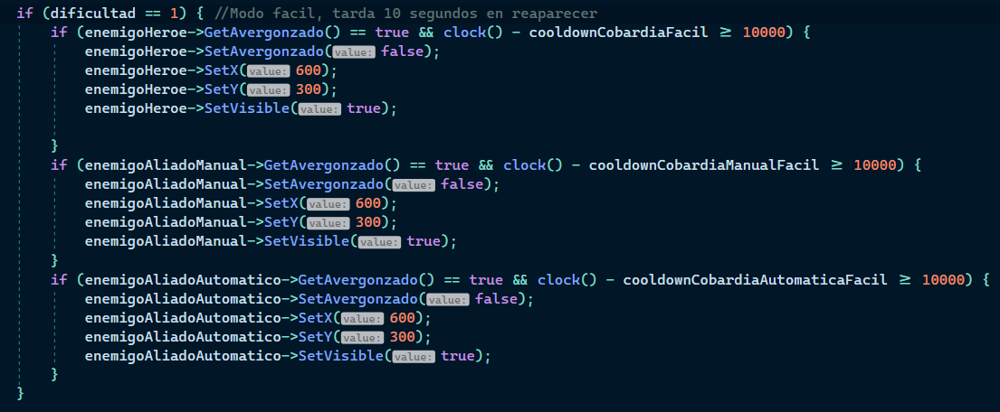 if (dificultad == 1) { //Modo facil, tarda 10 segundos en reaparecer
if (enemigoHeroe->GetAvergonzado() == true && clock() - cooldownCobardiaFacil ≥ 10000) {
enemigoHeroe->SetAvergonzado(value: false);
enemigoHeroe->SetX(value: 600);
enemigoHeroe->SetY(value: 300);
enemigoHeroe->SetVisible(value: true);
}
if (enemigoAliadoManual->GetAvergonzado() == true && clock() - cooldownCobardiaManualFacil ≥ 10000) {
enemigoAliadoManual->SetAvergonzado(value: false);
enemigoAliadoManual->SetX(value: 600);
enemigoAliadoManual->SetY(value: 300);
enemigoAliadoManual->SetVisible(value: true);
}
if (enemigoAliadoAutomatico->GetAvergonzado() == true && clock() - cooldownCobardiaAutomaticaFacil ≥ 10000) {
enemigoAliadoAutomatico->SetAvergonzado(value: false);
enemigoAliadoAutomatico->SetX(value: 600);
enemigoAliadoAutomatico->SetY(value: 300);
enemigoAliadoAutomatico->SetVisible(value: true);
}
}